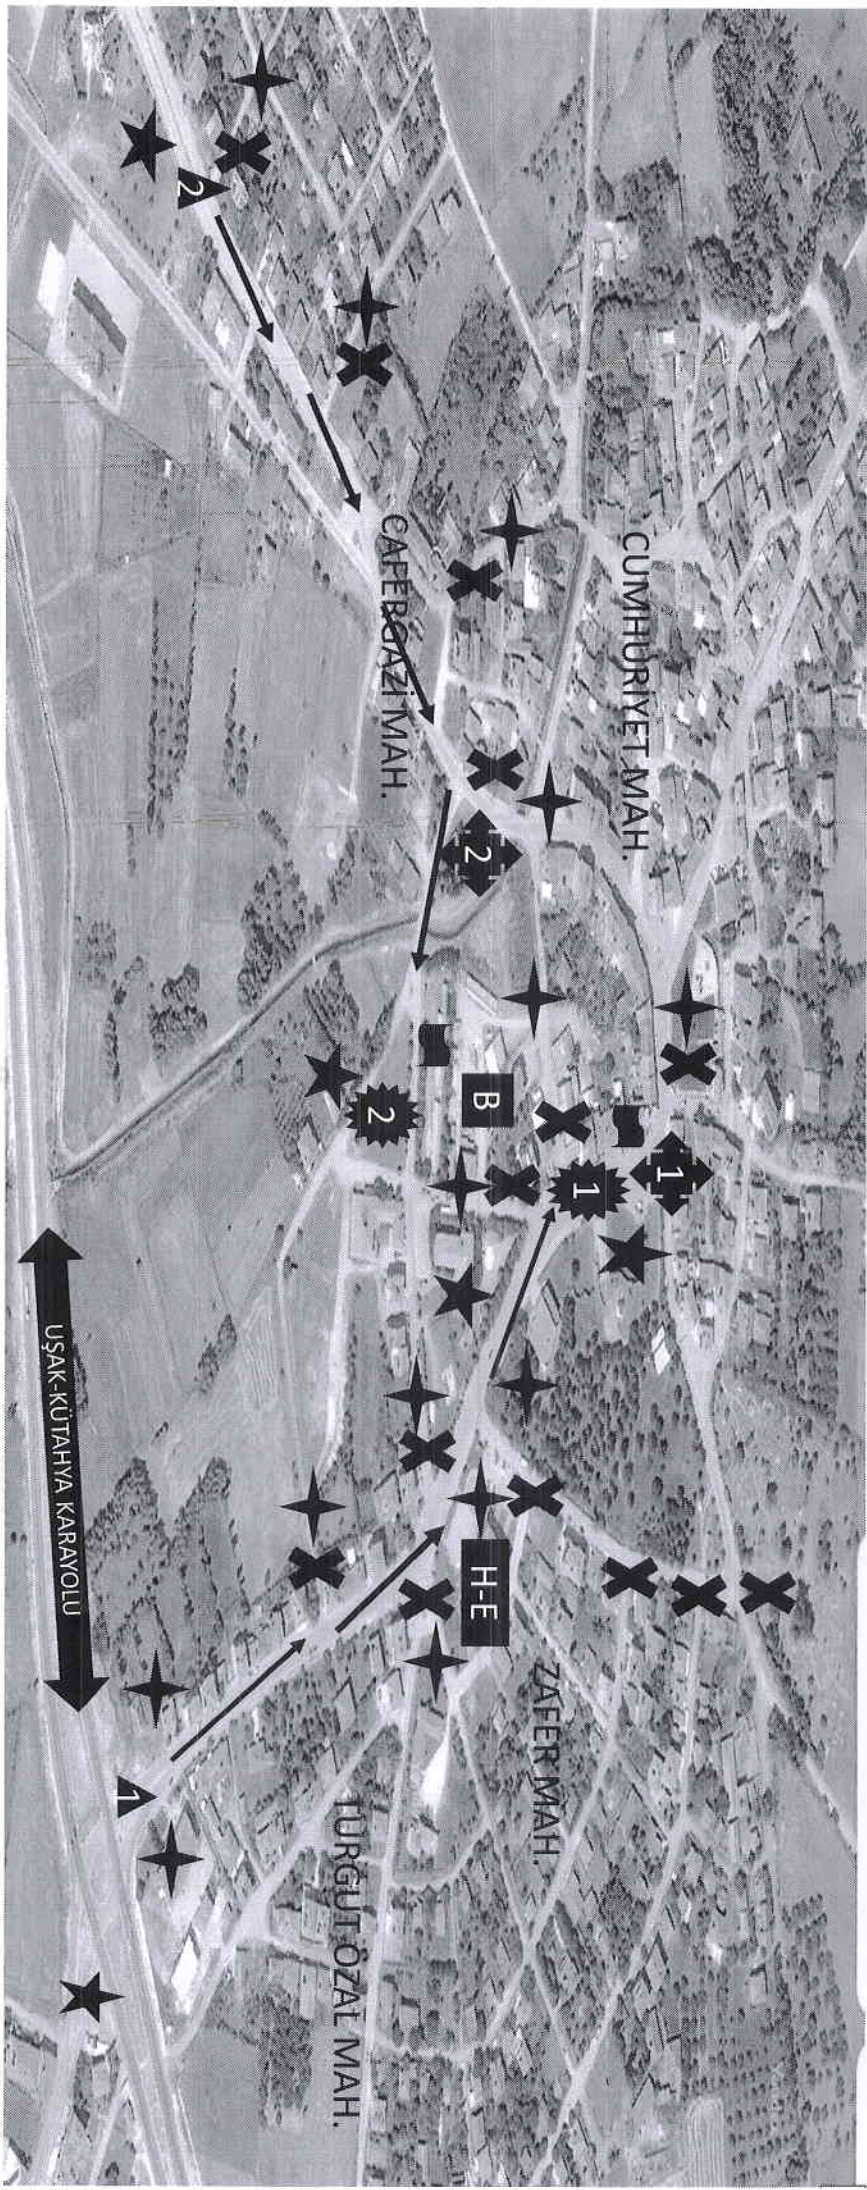 CUMHURİYET MAH.
CAFERGAZİ MAH.
ZAFER MAH.
TURGUT ÖZAL MAH.
UŞAK-KÜTAHYA KARAYOLU
2
2
1
1
2
B
H-E
1